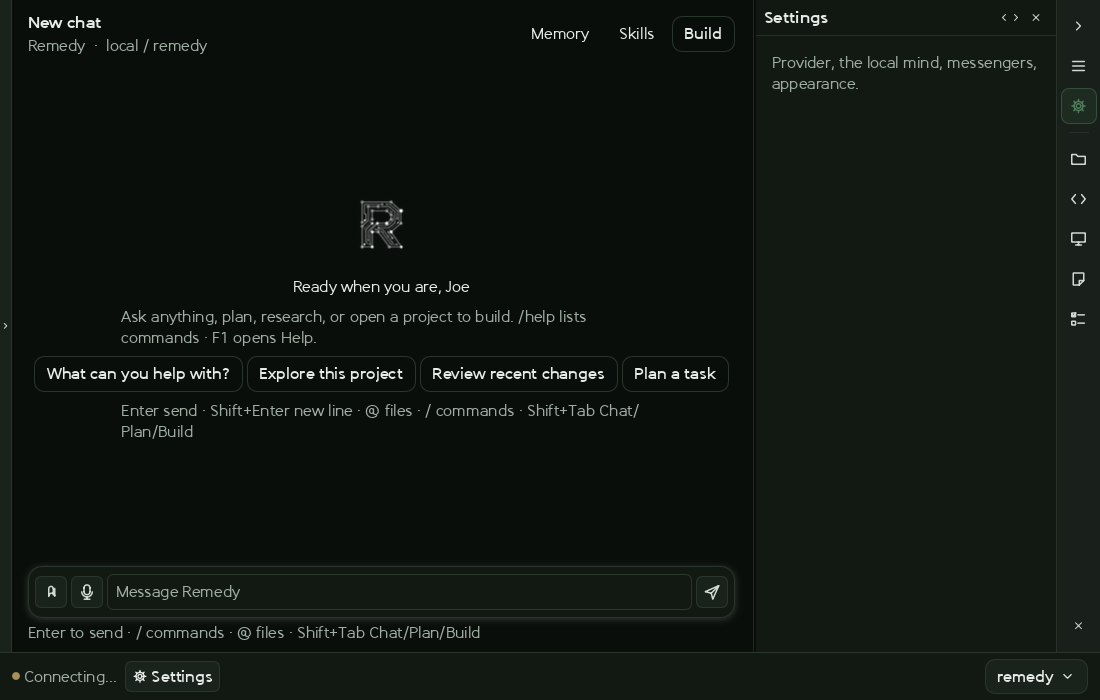 New chat
Remedy · local / remedy
Memory
Skills
Build
Settings
Provider, the local mind, messengers,
appearance.
R
Ready when you are, Joe
Ask anything, plan, research, or open a project to build. /help lists
commands · F1 opens Help.
What can you help with?
Explore this project
Review recent changes
Plan a task
Enter send · Shift+Enter new line · @ files · / commands · Shift+Tab Chat/
Plan/Build
Message Remedy
Enter to send · / commands · @ files · Shift+Tab Chat/Plan/Build
Connecting...
Settings
remedy